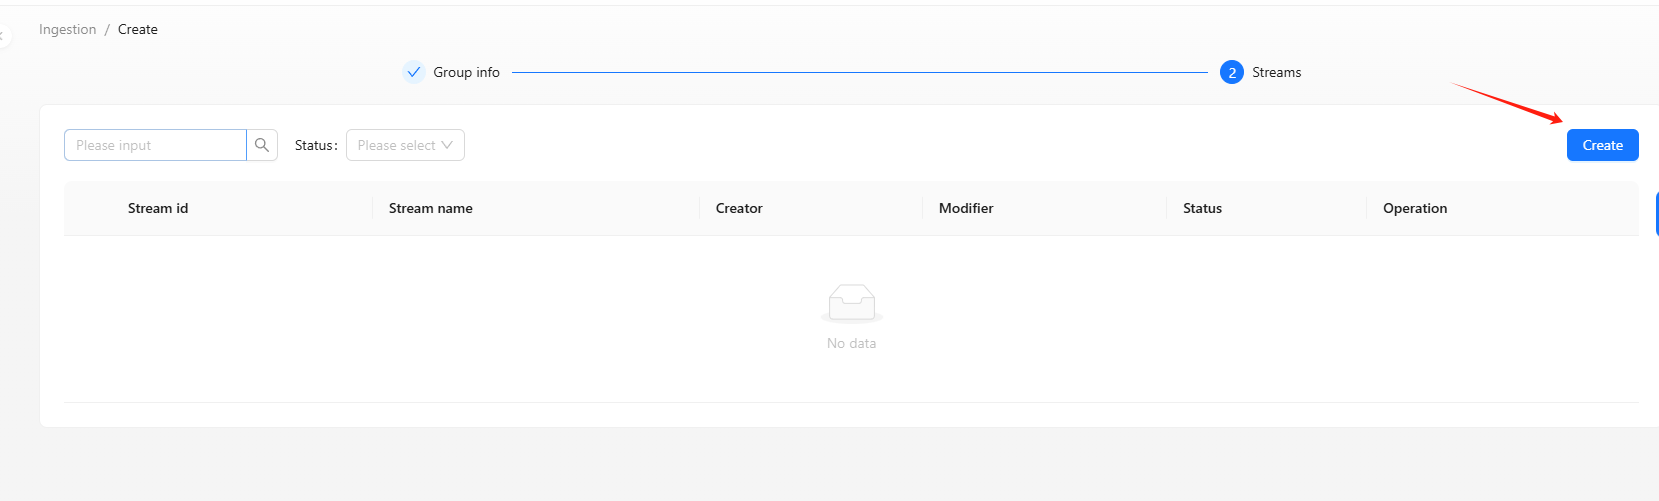 Ingestion / Create
Group info
2 Streams
Please input
Status:
Please select
Create
Stream id
Stream name
Creator
Modifier
Status
Operation
No data